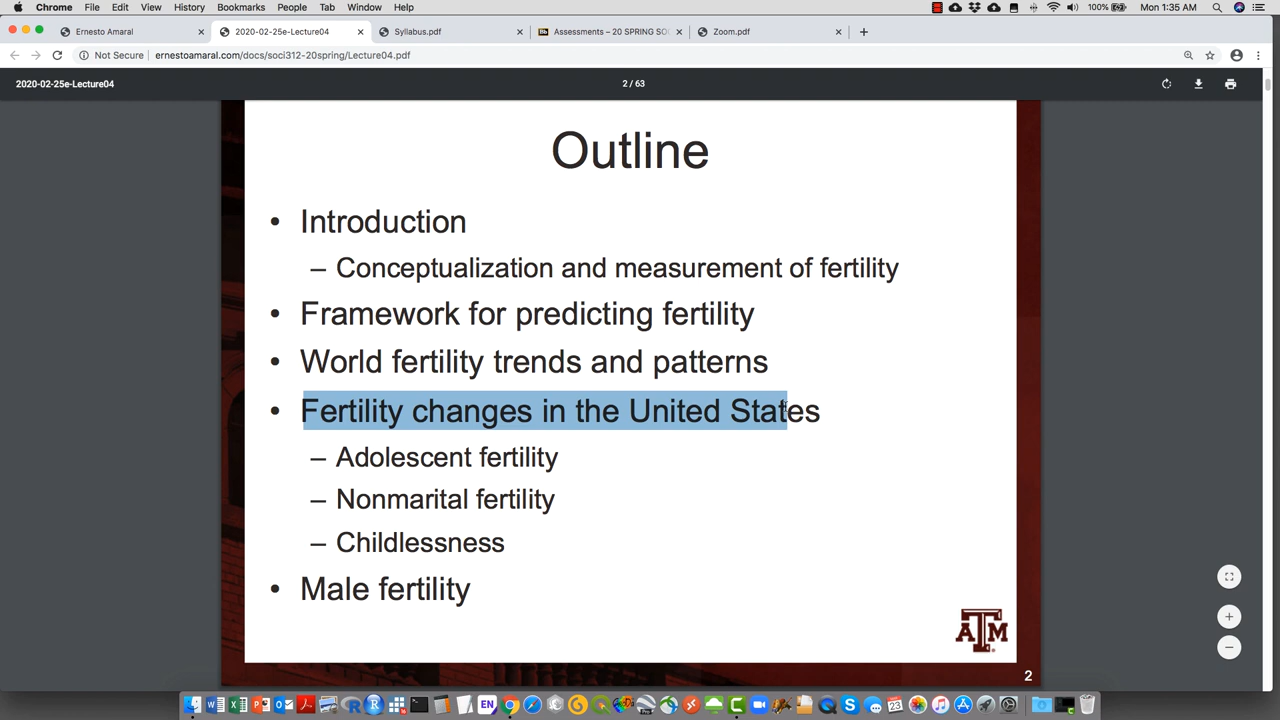 Chrome File Edit View History Bookmarks People Tab Window Help 100% Mon 1:35 AM
Ernesto Amaral 2020-02-25e-Lecture04 Syllabus.pdf Bb Assessments – 20 SPRING SO Zoom.pdf
Not Secure ernestoamaral.com/docs/soci312-20spring/Lecture04.pdf
2020-02-25e-Lecture04 2 / 63
Outline
• Introduction
– Conceptualization and measurement of fertility
• Framework for predicting fertility
• World fertility trends and patterns
• Fertility changes in the United States
– Adolescent fertility
– Nonmarital fertility
– Childlessness
• Male fertility
ATM
2
EN